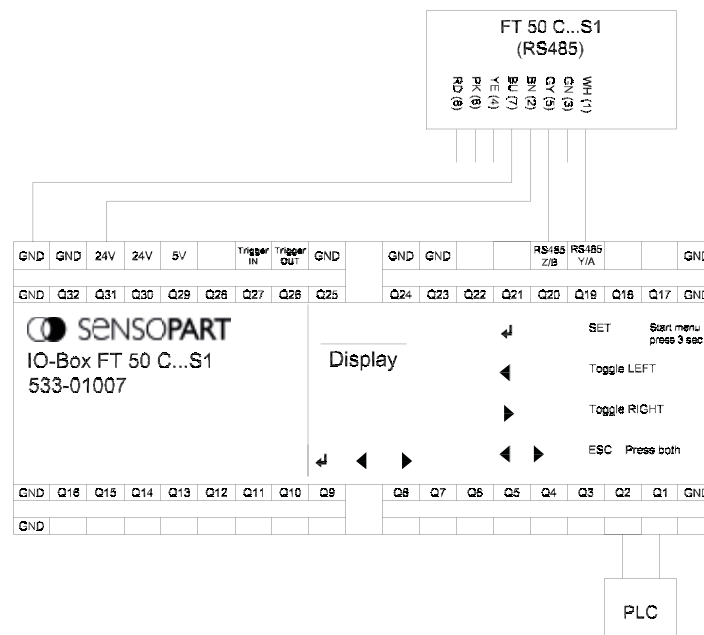 FT 50 C...S1
(RS485)
RD (8) PK (6) YE (4) BU (7) BN (2) GY (5) GN (3) WH (1)
GND GND 24V 24V 5V Trigger IN Trigger OUT GND GND GND RS485 Z/B RS485 Y/A GND
GND Q32 Q31 Q30 Q29 Q28 Q27 Q26 Q25 Q24 Q23 Q22 Q21 Q20 Q19 Q18 Q17 GND
SENSOPART
IO-Box FT 50 C...S1
533-01007
Display
SET Start menu
press 3 sec
Toggle LEFT
Toggle RIGHT
ESC Press both
GND Q16 Q15 Q14 Q13 Q12 Q11 Q10 Q9 Q8 Q7 Q6 Q5 Q4 Q3 Q2 Q1 GND
GND
PLC